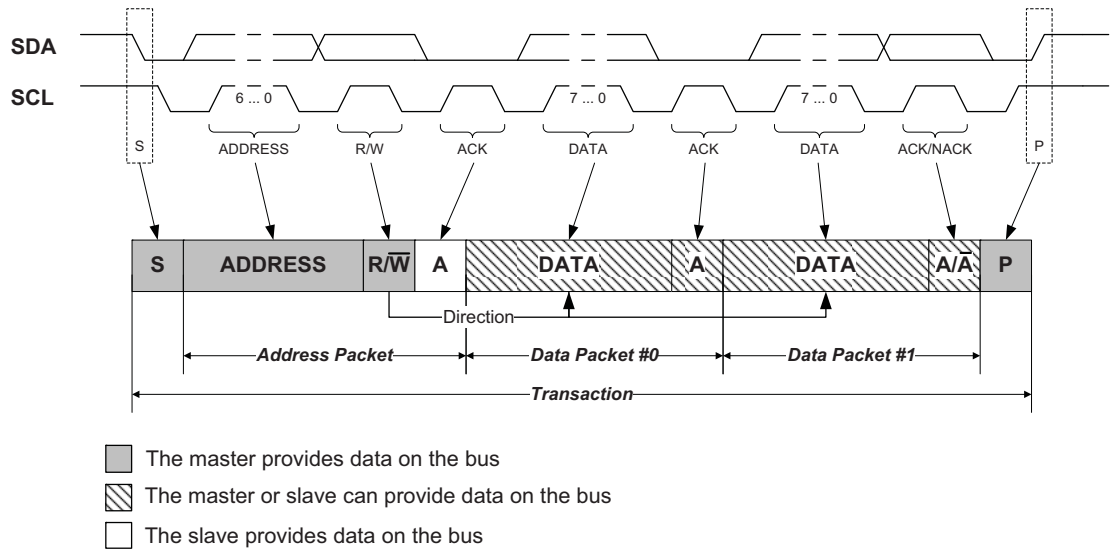 SDA
SCL
6 ... 0
7 ... 0
7 ... 0
S
ADDRESS
R/W
ACK
DATA
ACK
DATA
ACK/NACK
P
S
ADDRESS
R/W̅
A
DATA
A
DATA
A/A̅
P
Direction
Address Packet
Data Packet #0
Data Packet #1
Transaction
The master provides data on the bus
The master or slave can provide data on the bus
The slave provides data on the bus